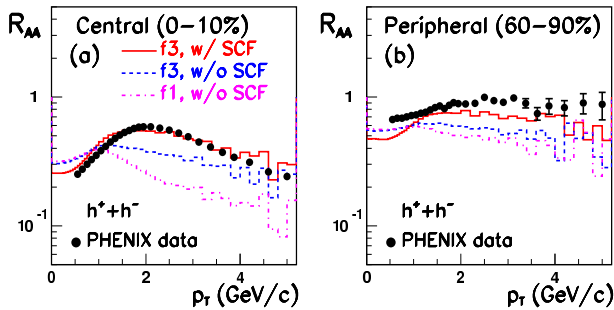 R_AA Central (0-10%)
(a)
f3, w/ SCF
f3, w/o SCF
f1, w/o SCF
1
10^-1
h^+ + h^-
● PHENIX data
0 2 4
p_T (GeV/c)
R_AA Peripheral (60-90%)
(b)
1
10^-1
h^+ + h^-
● PHENIX data
0 2 4
p_T (GeV/c)